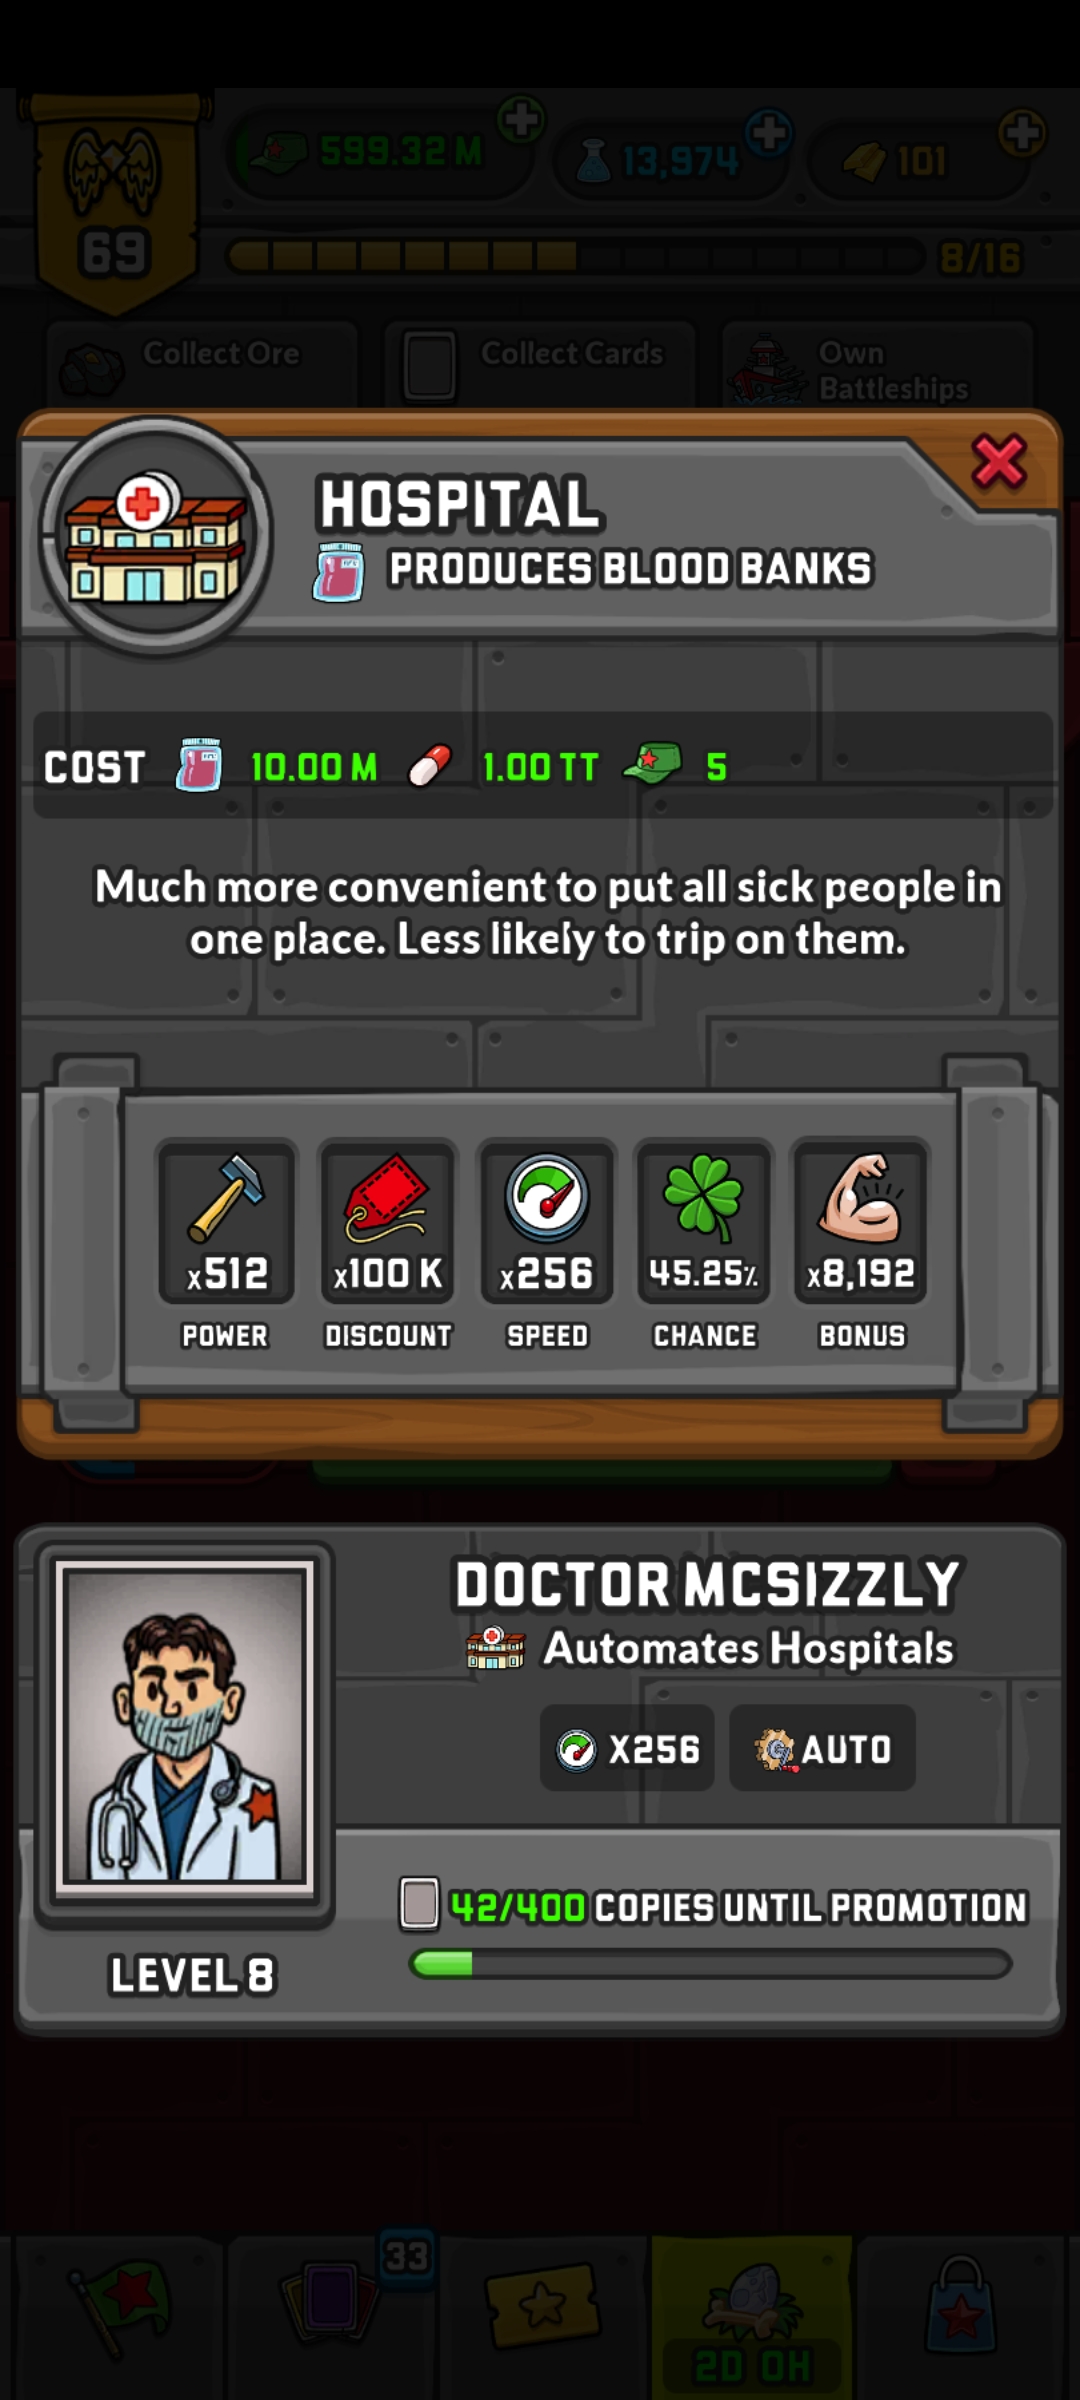 599.32 M
13,974
101
69
8/16
Collect Ore
Collect Cards
Own
Battleships
HOSPITAL
PRODUCES BLOOD BANKS
COST 10.00 M 1.00 TT 5
Much more convenient to put all sick people in
one place. Less likely to trip on them.
x512 x100 K x256 45.25% x8,192
POWER DISCOUNT SPEED CHANCE BONUS
DOCTOR MCSIZZLY
Automates Hospitals
X256 AUTO
42/400 COPIES UNTIL PROMOTION
LEVEL 8
33
2D 0H